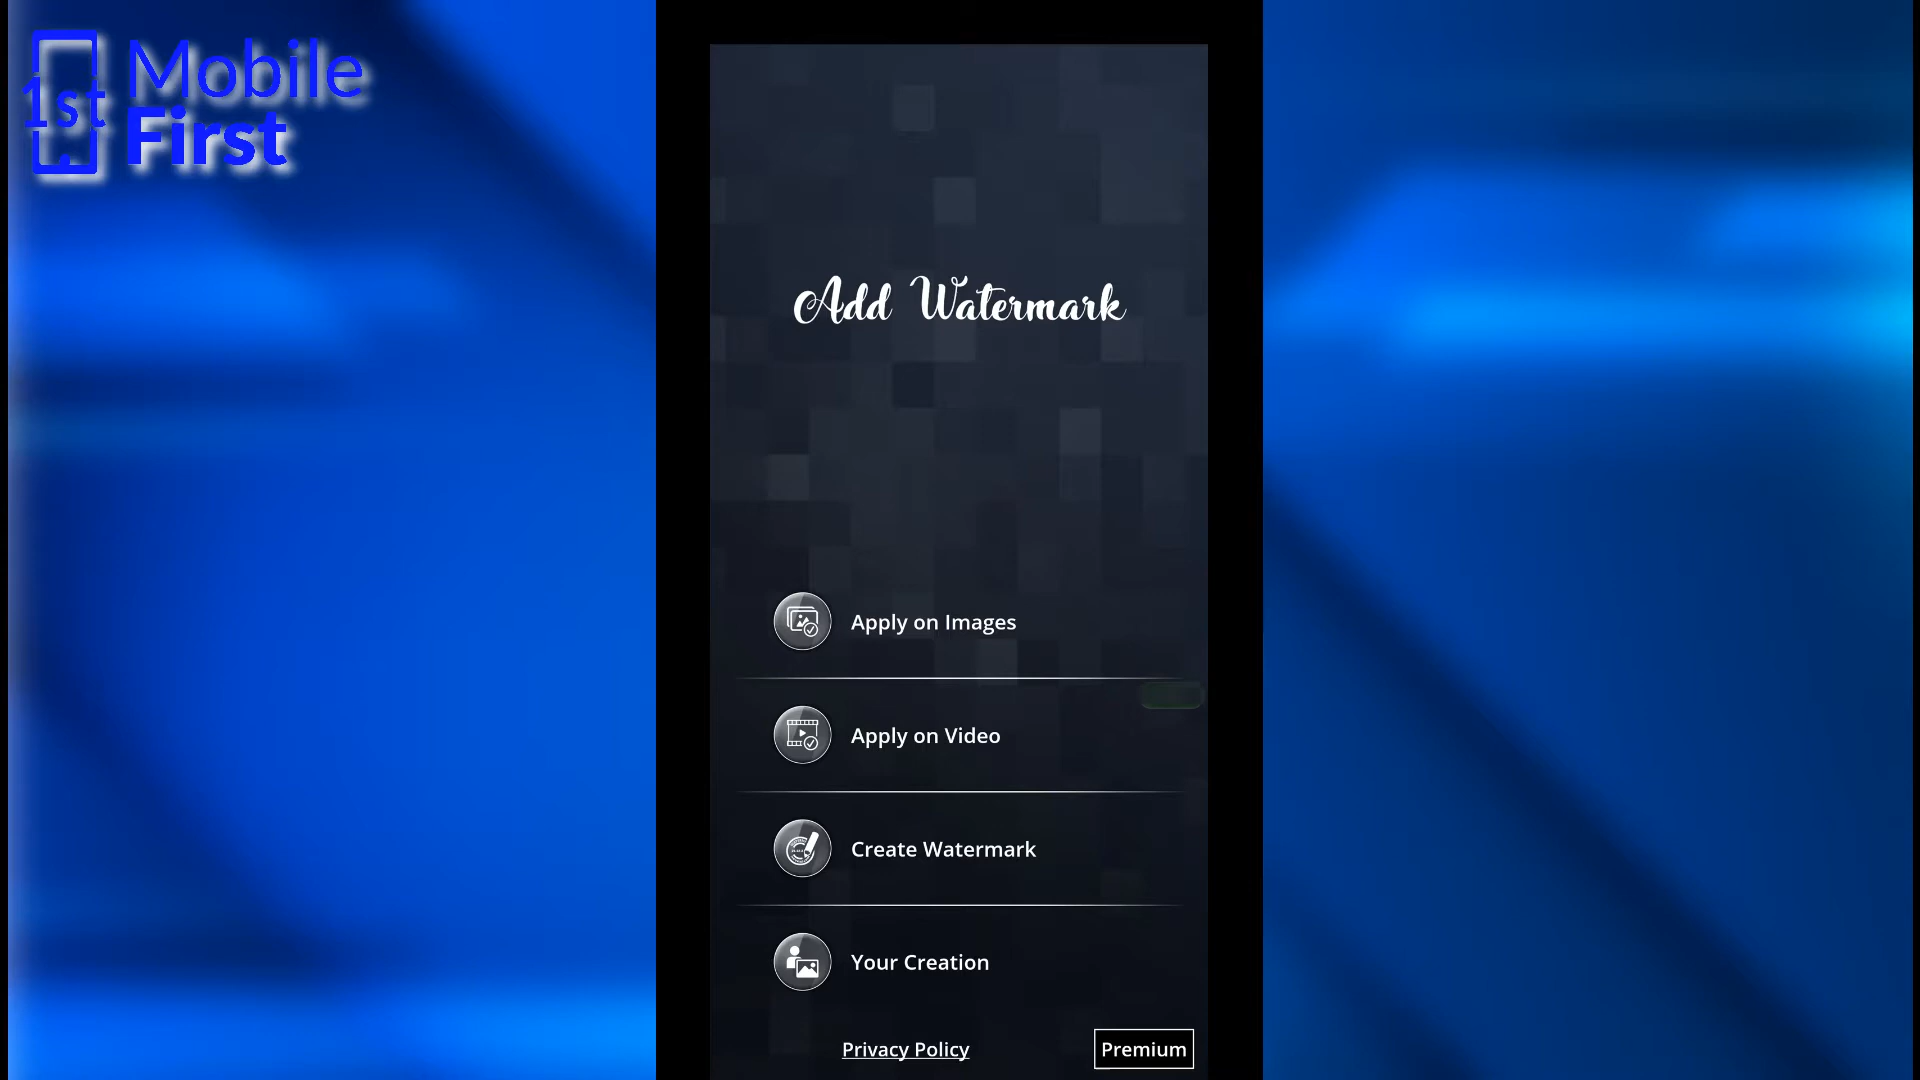 1st Mobile
First
Add Watermark
Apply on Images
Apply on Video
Create Watermark
Your Creation
Privacy Policy
Premium